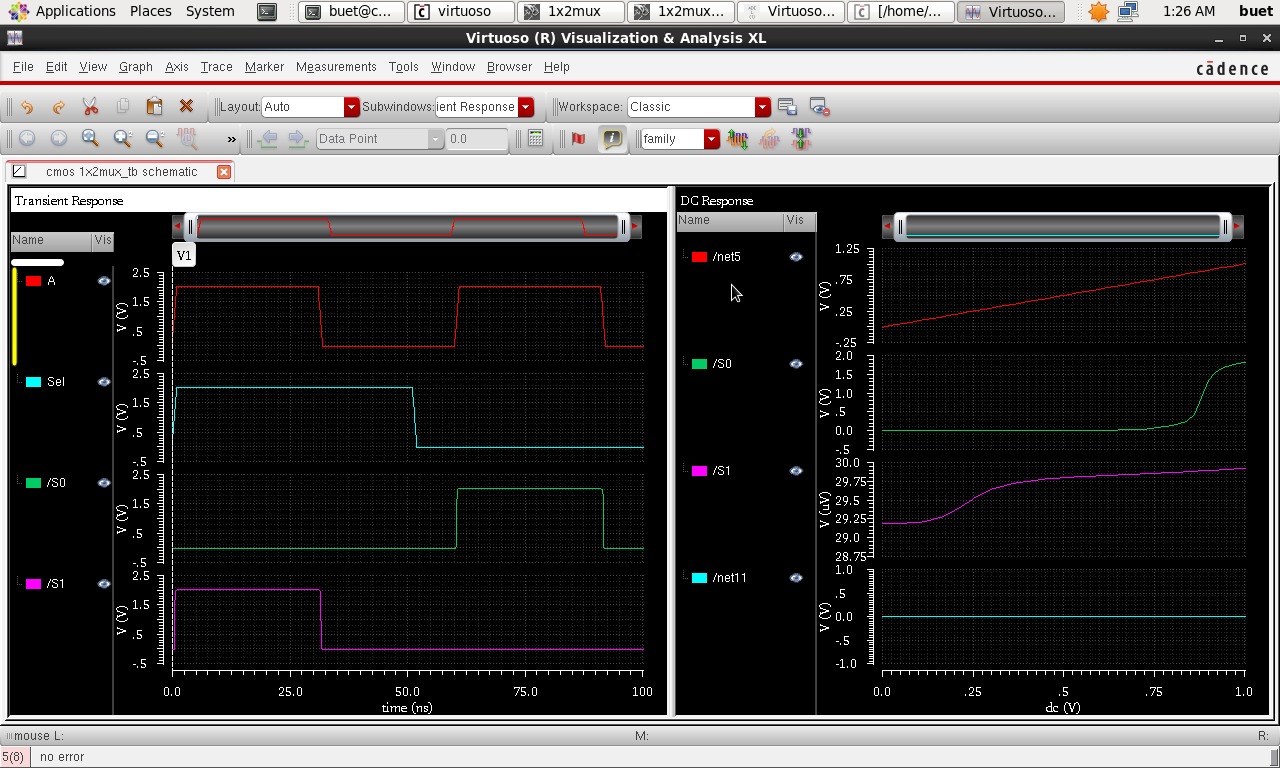 Applications Places System buet@c... virtuoso 1x2mux 1x2mux... Virtuoso... [/home/... Virtuoso... 1:26 AM buet
Virtuoso (R) Visualization & Analysis XL
File Edit View Graph Axis Trace Marker Measurements Tools Window Browser Help cādence
Layout: Auto Subwindows: ient Response Workspace: Classic
» Data Point 0.0 family
cmos 1x2mux_tb schematic
Transient Response
Name Vis
V1
A
2.5
1.5
.5
-.5
V (V)
Sel
2.5
1.5
.5
-.5
V (V)
/S0
2.5
1.5
.5
-.5
V (V)
/S1
2.5
1.5
.5
-.5
V (V)
0.0 25.0 50.0 75.0 100
time (ns)
DC Response
Name Vis
/net5
1.25
.75
.25
-.25
V (V)
/S0
2.0
1.5
1.0
.5
0.0
-.5
V (V)
/S1
30.0
29.75
29.5
29.25
29.0
28.75
V (uV)
/net11
1.0
.5
0.0
-.5
-1.0
V (V)
0.0 .25 .5 .75 1.0
dc (V)
mouse L: M: R:
5(8) no error